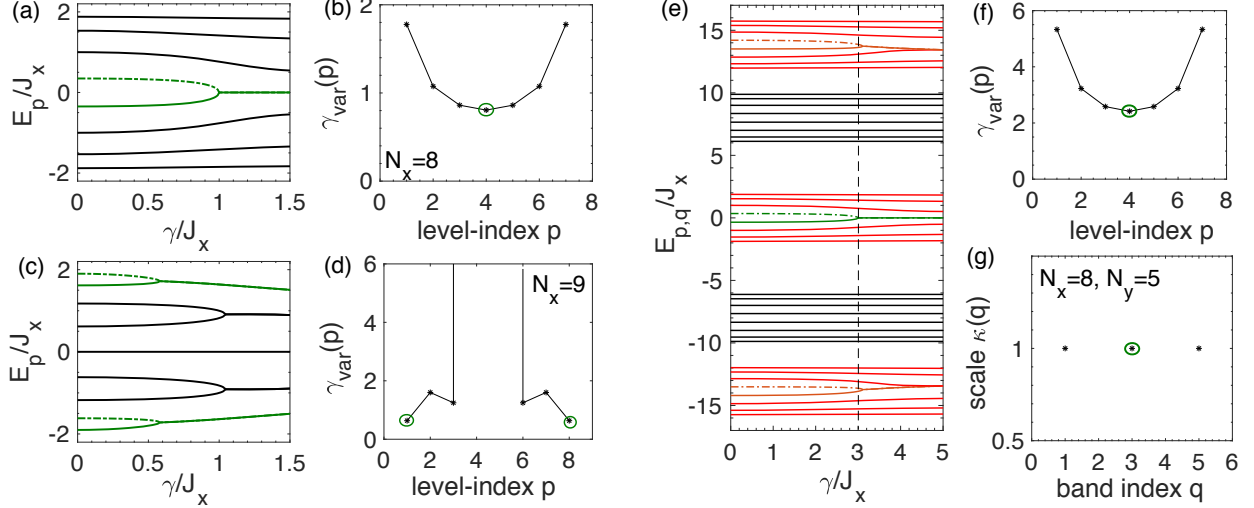 (a)
E_p/J_x
2
0
-2
0
0.5
1
1.5
γ/J_x
(b)
γ_var(p)
2
1
0
N_x=8
0
2
4
6
8
level-index p
(c)
E_p/J_x
2
0
-2
0
0.5
1
1.5
γ/J_x
(d)
γ_var(p)
6
4
2
0
N_x=9
0
2
4
6
8
level-index p
(e)
E_p,q/J_x
15
10
5
0
-5
-10
-15
0
1
2
3
4
5
γ/J_x
(f)
γ_var(p)
6
4
2
0
0
2
4
6
8
level-index p
(g)
scale κ(q)
1
0.5
N_x=8, N_y=5
0
1
2
3
4
5
6
band index q